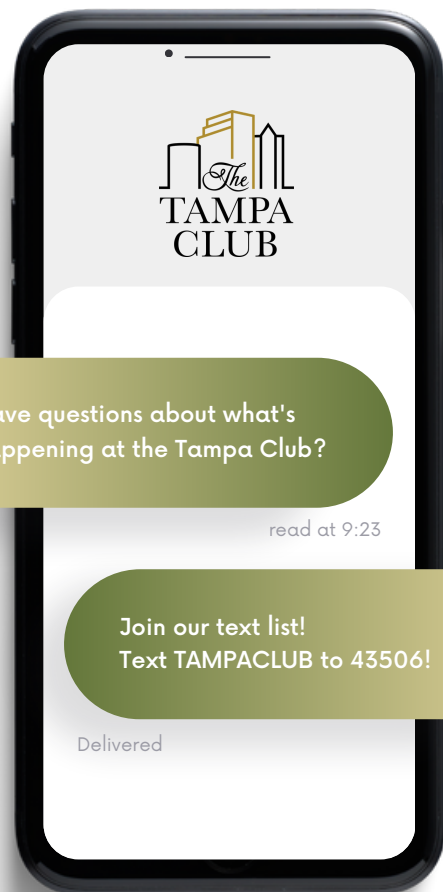 The
TAMPA
CLUB
ave questions about what's
appening at the Tampa Club?
read at 9:23
Join our text list!
Text TAMPACLUB to 43506!
Delivered